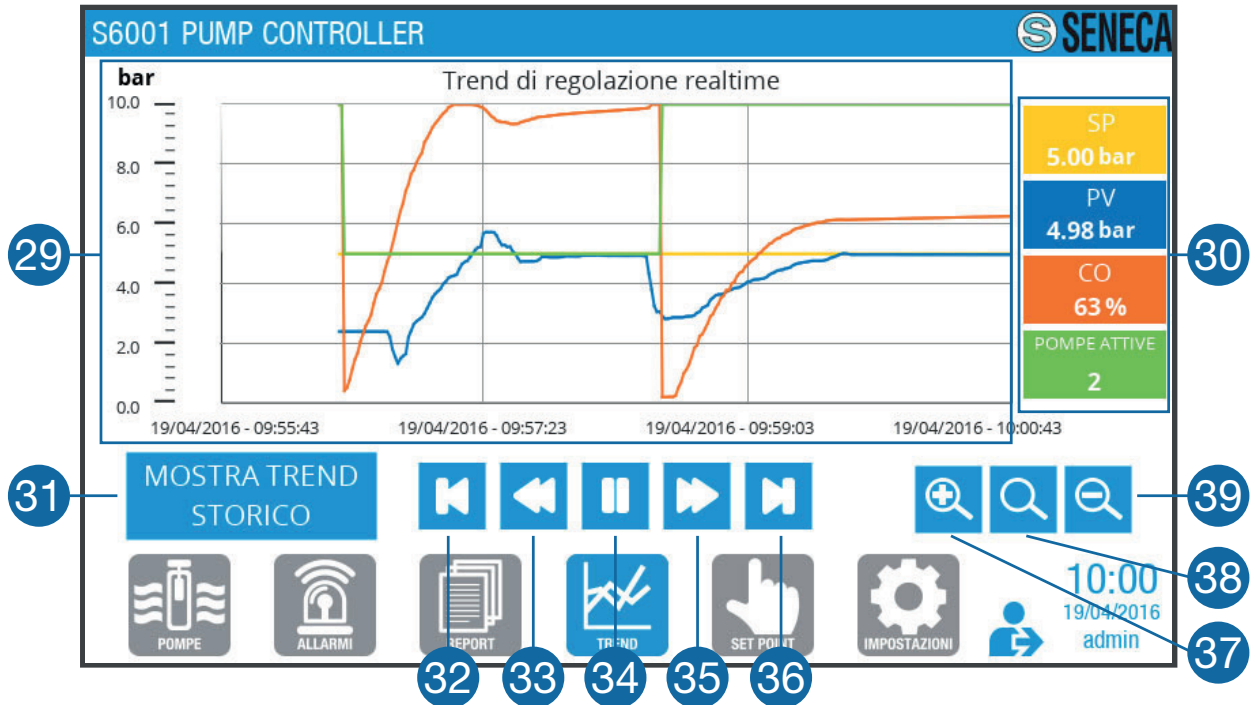 S6001 PUMP CONTROLLER
S SENECA
bar
Trend di regolazione realtime
10.0
8.0
6.0
4.0
2.0
0.0
19/04/2016 - 09:55:43
19/04/2016 - 09:57:23
19/04/2016 - 09:59:03
19/04/2016 - 10:00:43
SP
5.00 bar
PV
4.98 bar
CO
63 %
POMPE ATTIVE
2
29
30
31
MOSTRA TREND
STORICO
39
38
37
POMPE
ALLARMI
REPORT
TREND
SET POINT
IMPOSTAZIONI
10:00
19/04/2016
admin
32
33
34
35
36